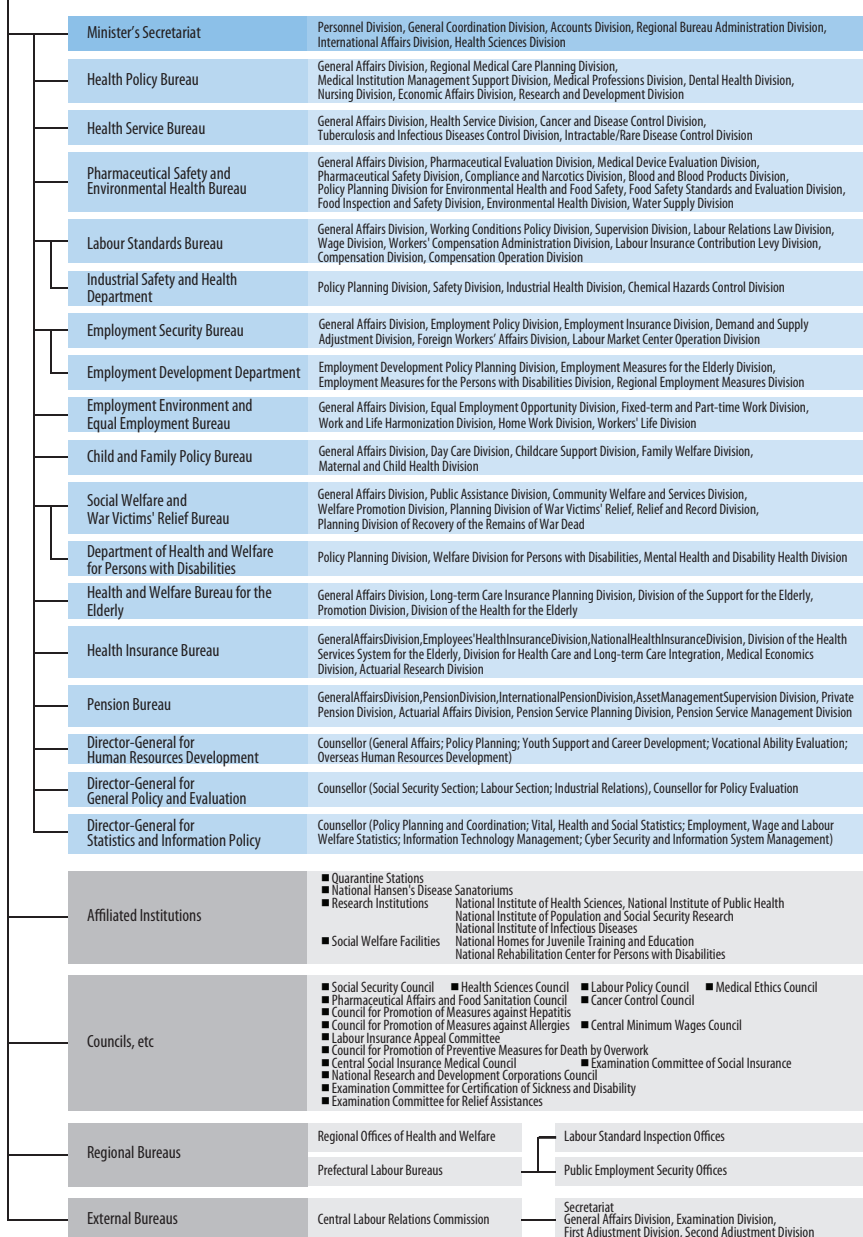 Minister's Secretariat
Personnel Division, General Coordination Division, Accounts Division, Regional Bureau Administration Division,
International Affairs Division, Health Sciences Division
Health Policy Bureau
General Affairs Division, Regional Medical Care Planning Division,
Medical Institution Management Support Division, Medical Professions Division, Dental Health Division,
Nursing Division, Economic Affairs Division, Research and Development Division
Health Service Bureau
General Affairs Division, Health Service Division, Cancer and Disease Control Division,
Tuberculosis and Infectious Diseases Control Division, Intractable/Rare Disease Control Division
Pharmaceutical Safety and
Environmental Health Bureau
General Affairs Division, Pharmaceutical Evaluation Division, Medical Device Evaluation Division,
Pharmaceutical Safety Division, Compliance and Narcotics Division, Blood and Blood Products Division,
Policy Planning Division for Environmental Health and Food Safety, Food Safety Standards and Evaluation Division,
Food Inspection and Safety Division, Environmental Health Division, Water Supply Division
Labour Standards Bureau
General Affairs Division, Working Conditions Policy Division, Supervision Division, Labour Relations Law Division,
Wage Division, Workers' Compensation Administration Division, Labour Insurance Contribution Levy Division,
Compensation Division, Compensation Operation Division
Industrial Safety and Health
Department
Policy Planning Division, Safety Division, Industrial Health Division, Chemical Hazards Control Division
Employment Security Bureau
General Affairs Division, Employment Policy Division, Employment Insurance Division, Demand and Supply
Adjustment Division, Foreign Workers' Affairs Division, Labour Market Center Operation Division
Employment Development Department
Employment Development Policy Planning Division, Employment Measures for the Elderly Division,
Employment Measures for the Persons with Disabilities Division, Regional Employment Measures Division
Employment Environment and
Equal Employment Bureau
General Affairs Division, Equal Employment Opportunity Division, Fixed-term and Part-time Work Division,
Work and Life Harmonization Division, Home Work Division, Workers' Life Division
Child and Family Policy Bureau
General Affairs Division, Day Care Division, Childcare Support Division, Family Welfare Division,
Maternal and Child Health Division
Social Welfare and
War Victims' Relief Bureau
General Affairs Division, Public Assistance Division, Community Welfare and Services Division,
Welfare Promotion Division, Planning Division of War Victims' Relief, Relief and Record Division,
Planning Division of Recovery of the Remains of War Dead
Department of Health and Welfare
for Persons with Disabilities
Policy Planning Division, Welfare Division for Persons with Disabilities, Mental Health and Disability Health Division
Health and Welfare Bureau for the
Elderly
General Affairs Division, Long-term Care Insurance Planning Division, Division of the Support for the Elderly,
Promotion Division, Division of the Health for the Elderly
Health Insurance Bureau
GeneralAffairsDivision,Employees'HealthInsuranceDivision,NationalHealthInsuranceDivision, Division of the Health
Services System for the Elderly, Division for Health Care and Long-term Care Integration, Medical Economics
Division, Actuarial Research Division
Pension Bureau
GeneralAffairsDivision,PensionDivision,InternationalPensionDivision,AssetManagementSupervision Division, Private
Pension Division, Actuarial Affairs Division, Pension Service Planning Division, Pension Service Management Division
Director-General for
Human Resources Development
Counsellor (General Affairs; Policy Planning; Youth Support and Career Development; Vocational Ability Evaluation;
Overseas Human Resources Development)
Director-General for
General Policy and Evaluation
Counsellor (Social Security Section; Labour Section; Industrial Relations), Counsellor for Policy Evaluation
Director-General for
Statistics and Information Policy
Counsellor (Policy Planning and Coordination; Vital, Health and Social Statistics; Employment, Wage and Labour
Welfare Statistics; Information Technology Management; Cyber Security and Information System Management)
Affiliated Institutions
■ Quarantine Stations
■ National Hansen's Disease Sanatoriums
■ Research Institutions National Institute of Health Sciences, National Institute of Public Health
National Institute of Population and Social Security Research
National Institute of Infectious Diseases
■ Social Welfare Facilities National Homes for Juvenile Training and Education
National Rehabilitation Center for Persons with Disabilities
Councils, etc
■ Social Security Council ■ Health Sciences Council ■ Labour Policy Council ■ Medical Ethics Council
■ Pharmaceutical Affairs and Food Sanitation Council ■ Cancer Control Council
■ Council for Promotion of Measures against Hepatitis
■ Council for Promotion of Measures against Allergies ■ Central Minimum Wages Council
■ Labour Insurance Appeal Committee
■ Council for Promotion of Preventive Measures for Death by Overwork
■ Central Social Insurance Medical Council ■ Examination Committee of Social Insurance
■ National Research and Development Corporations Council
■ Examination Committee for Certification of Sickness and Disability
■ Examination Committee for Relief Assistances
Regional Bureaus
Regional Offices of Health and Welfare
Labour Standard Inspection Offices
Prefectural Labour Bureaus
Public Employment Security Offices
External Bureaus
Central Labour Relations Commission
Secretariat
General Affairs Division, Examination Division,
First Adjustment Division, Second Adjustment Division